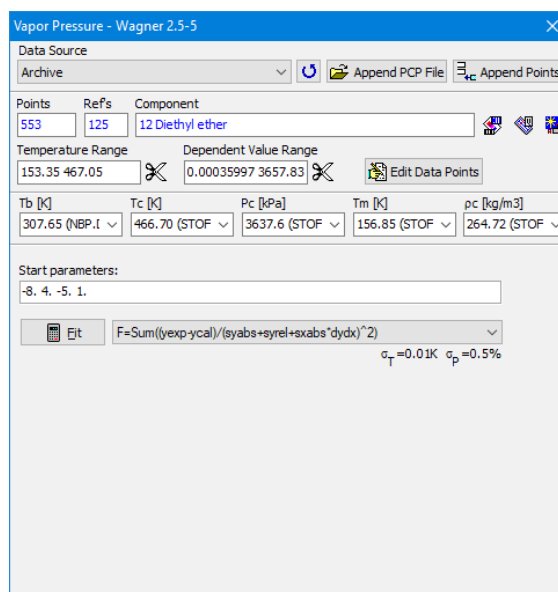 Vapor Pressure - Wagner 2.5-5
Data Source
Archive Append PCP File Append Points
Points Ref's Component
553 125 12 Diethyl ether
Temperature Range Dependent Value Range
153.35 467.05 0.00035997 3657.83 Edit Data Points
Tb [K] Tc [K] Pc [kPa] Tm [K] ρc [kg/m3]
307.65 (NBP.I 466.70 (STOF 3637.6 (STOF 156.85 (STOF 264.72 (STOF
Start parameters:
-8. 4. -5. 1.
Fit F=Sum((yexp-ycal)/(syabs+syrel+sxabs*dydx)^2)
σT=0.01K σP=0.5%